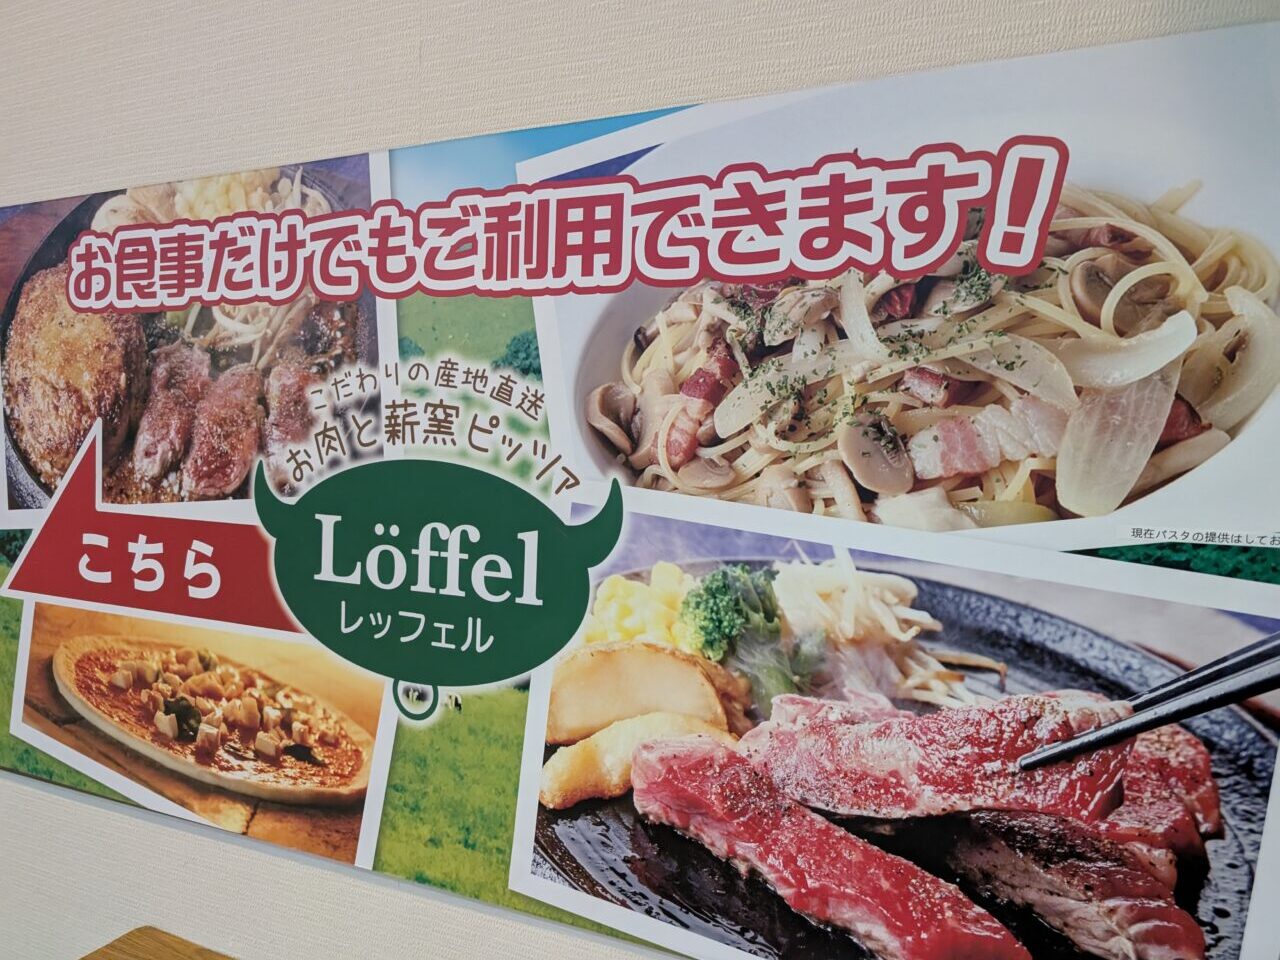 お食事だけでもご利用できます!
こだわりの産地直送
お肉と薪窯ピッツァ
Löffel
レッフェル
こちら
現在パスタの提供はしてお